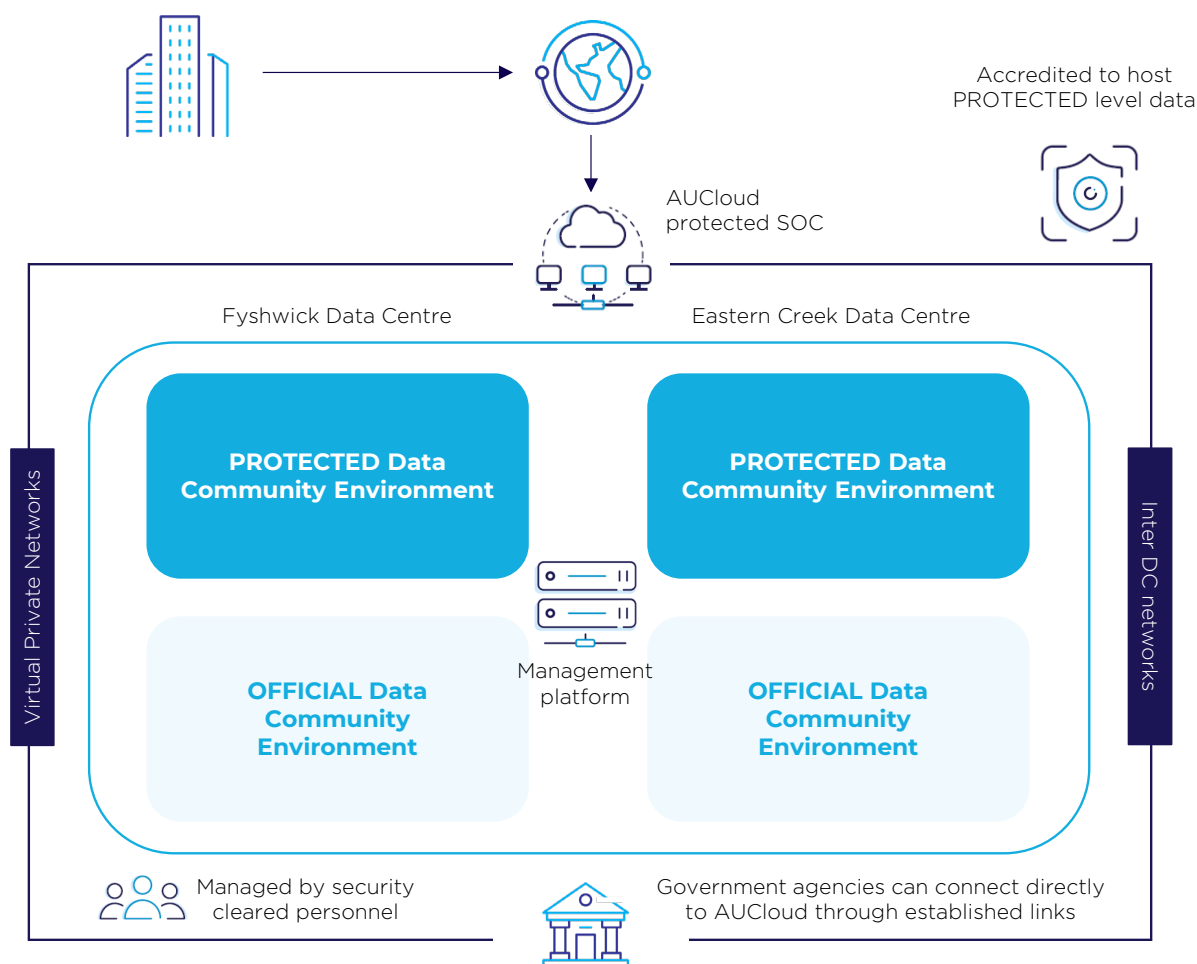 Accredited to host
PROTECTED level data
AUCloud
protected SOC
Fyshwick Data Centre
Eastern Creek Data Centre
PROTECTED Data
Community Environment
PROTECTED Data
Community Environment
Virtual Private Networks
Inter DC networks
Management
platform
OFFICIAL Data
Community
Environment
OFFICIAL Data
Community
Environment
Managed by security
cleared personnel
Government agencies can connect directly
to AUCloud through established links